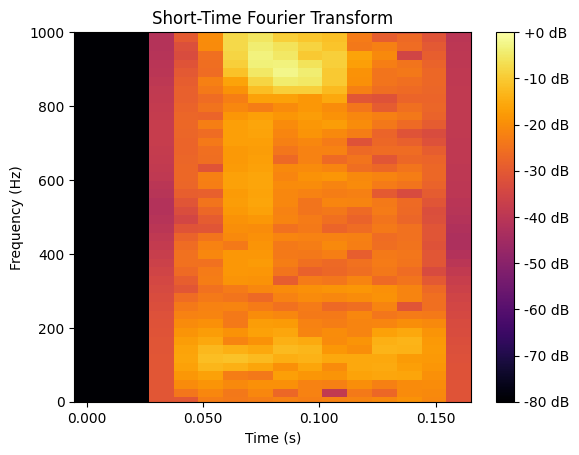 Short-Time Fourier Transform
1000
800
600
400
200
0
Frequency (Hz)
0.000
0.050
0.100
0.150
Time (s)
+0 dB
-10 dB
-20 dB
-30 dB
-40 dB
-50 dB
-60 dB
-70 dB
-80 dB